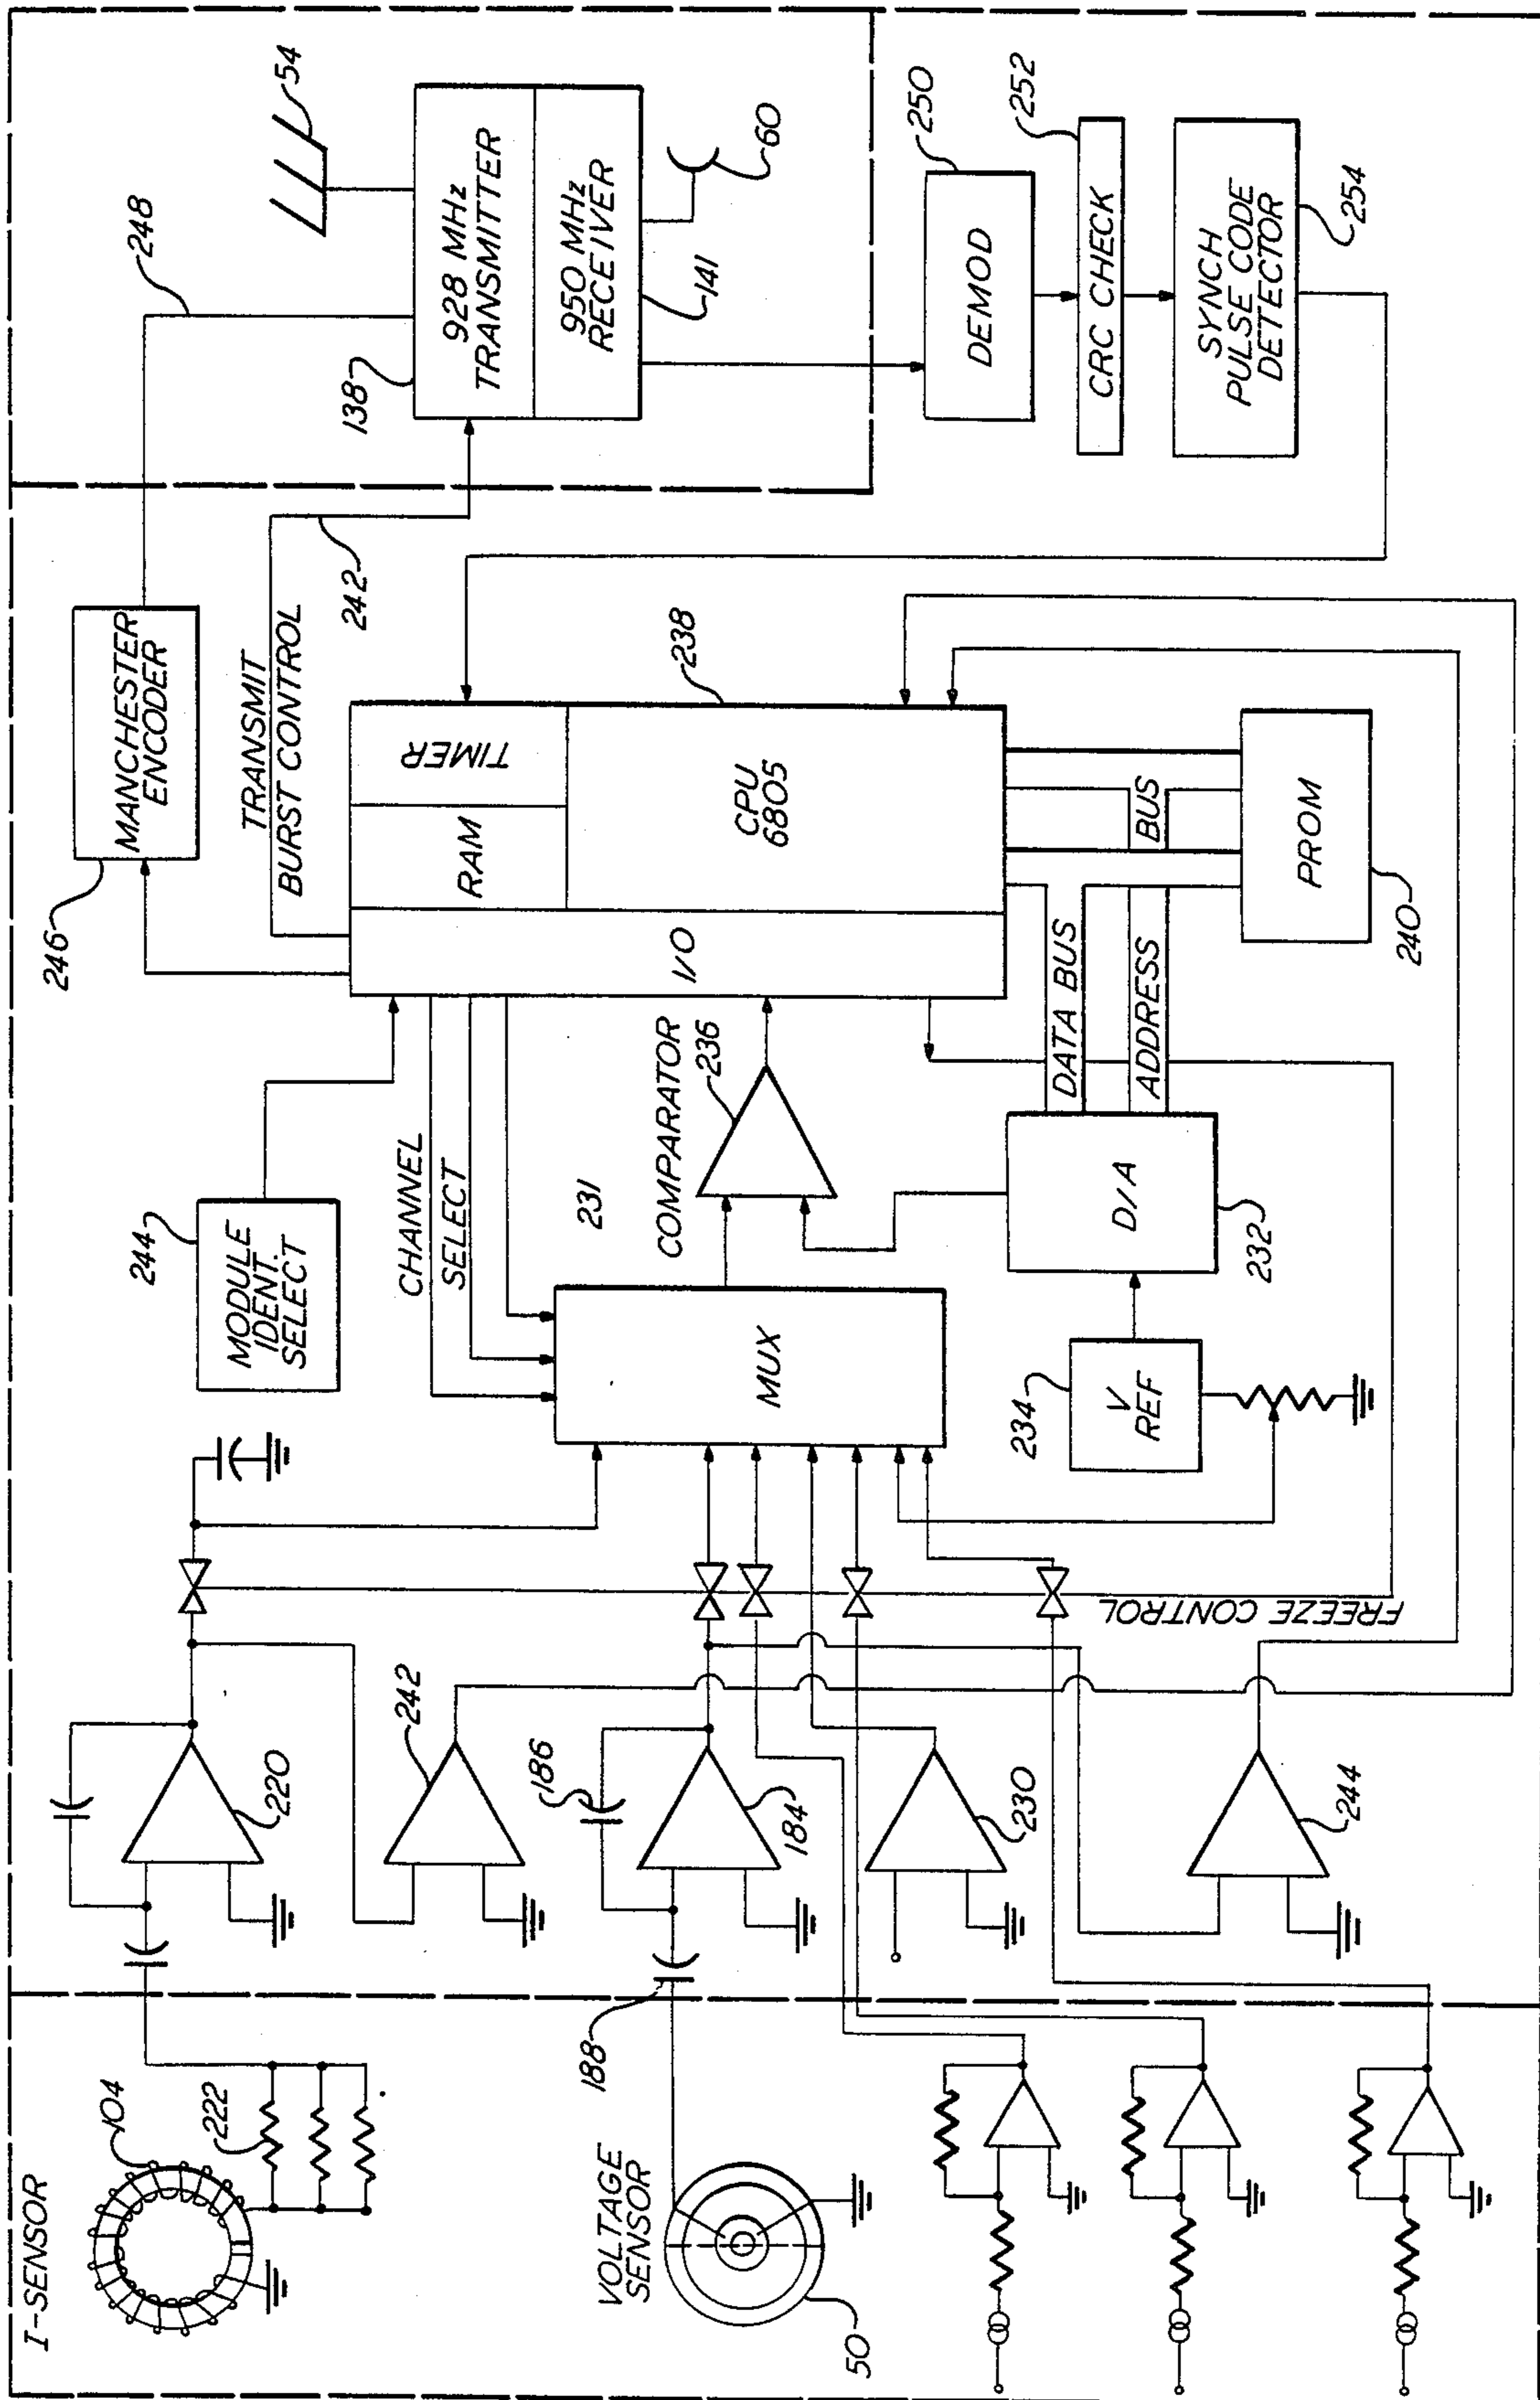 I-SENSOR
104
222
VOLTAGE
SENSOR
50
188
220
242
186
184
230
244
FREEZE CONTROL
244
MODULE
IDENT.
SELECT
CHANNEL
SELECT
231
MUX
COMPARATOR
236
234
V
REF
D/A
232
DATA BUS
ADDRESS
BUS
PROM
240
I/O
RAM
TIMER
CPU
6805
238
246
MANCHESTER
ENCODER
TRANSMIT
BURST CONTROL
242
248
138
928 MHz
TRANSMITTER
950 MHz
RECEIVER
141
54
60
DEMOD
250
CRC CHECK
252
SYNCH
PULSE CODE
DETECTOR
254